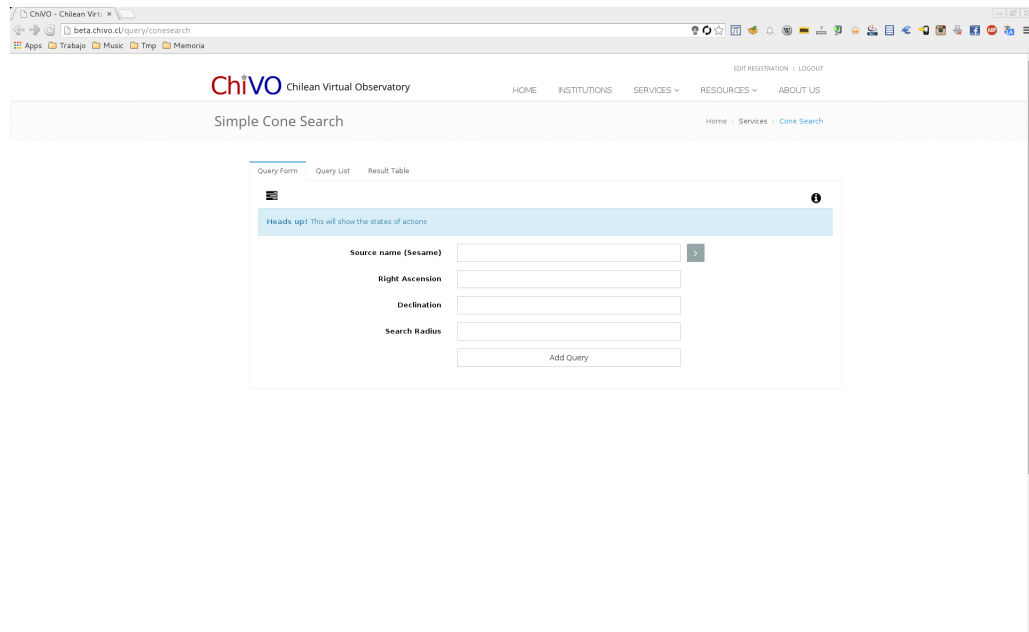 ChiVO - Chilean Virtu
beta.chivo.cl/query/conesearch
Apps Trabajo Music Tmp Memoria
EDIT REGISTRATION | LOGOUT
ChiVO Chilean Virtual Observatory
HOME INSTITUTIONS SERVICES RESOURCES ABOUT US
Simple Cone Search
Home / Services / Cone Search
Query Form Query List Result Table
Heads up! This will show the states of actions
Source name (Sesame)
Right Ascension
Declination
Search Radius
Add Query